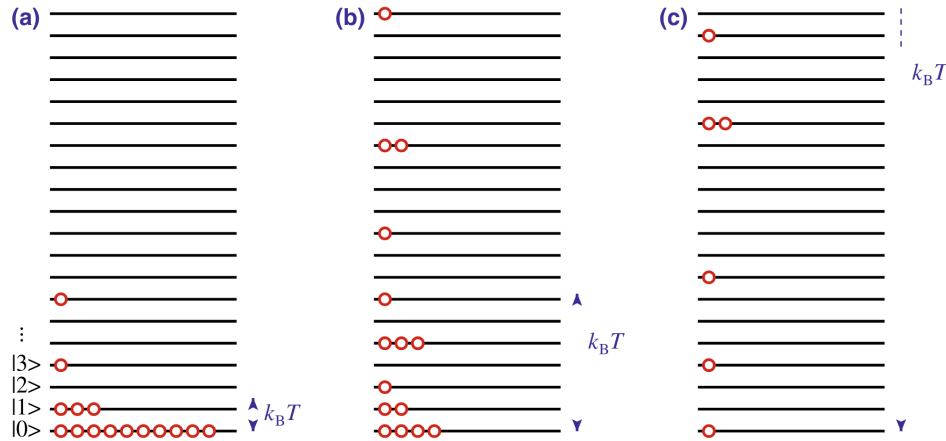 (a)
(b)
(c)
k_B T
k_B T
⋮
|3>
|2>
|1>
|0>
k_B T